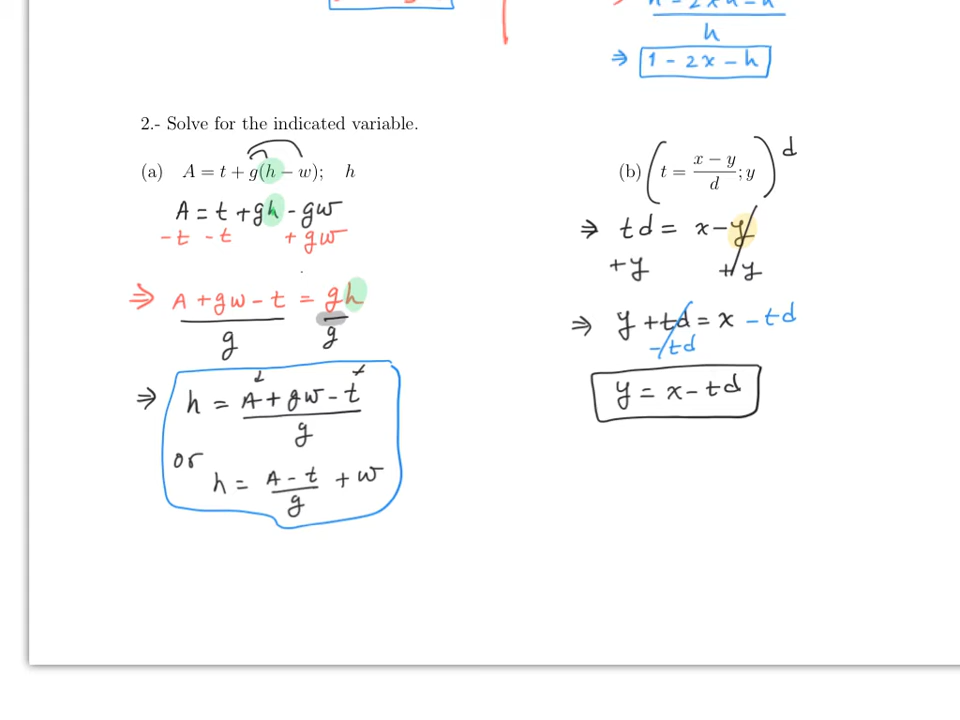 h
⇒ 1 - 2x - h
2.- Solve for the indicated variable.
(a) A = t + g(h − w); h
A = t + gh - gw
-t -t + gw
⇒ A + gw - t = gh
g g
⇒ h = A + gw - t
g
or
h = A - t + w
g
(b) ( t = x − y ; y ) d
d
⇒ td = x - y
+y +y
⇒ y + td = x - td
-td
y = x - td